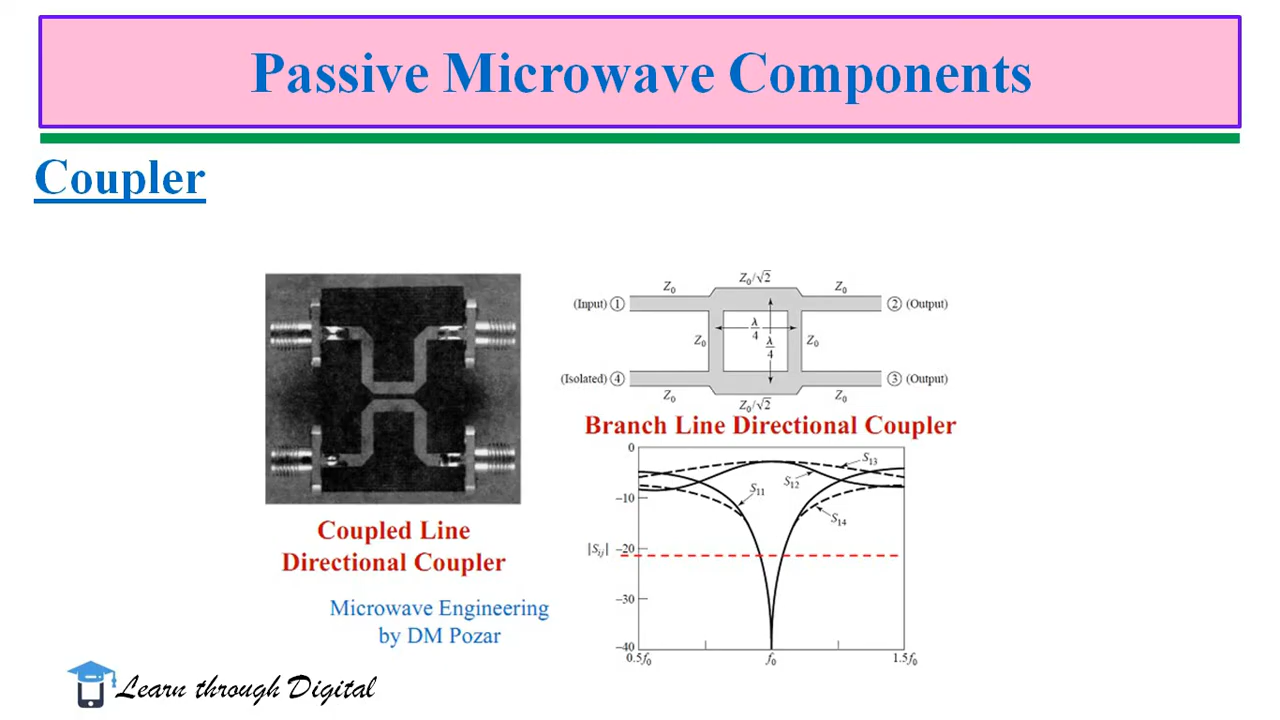 Passive Microwave Components
Coupler
Z0 Z0/√2 Z0
(Input) ① ② (Output)
Z0 λ/4 λ/4 Z0
(Isolated) ④ ③ (Output)
Z0 Z0/√2 Z0
Branch Line Directional Coupler
0
S13
S12
-10 S11
S14
|Sij| -20
-30
-40
0.5f0 f0 1.5f0
Coupled Line
Directional Coupler
Microwave Engineering
by DM Pozar
Learn through Digital